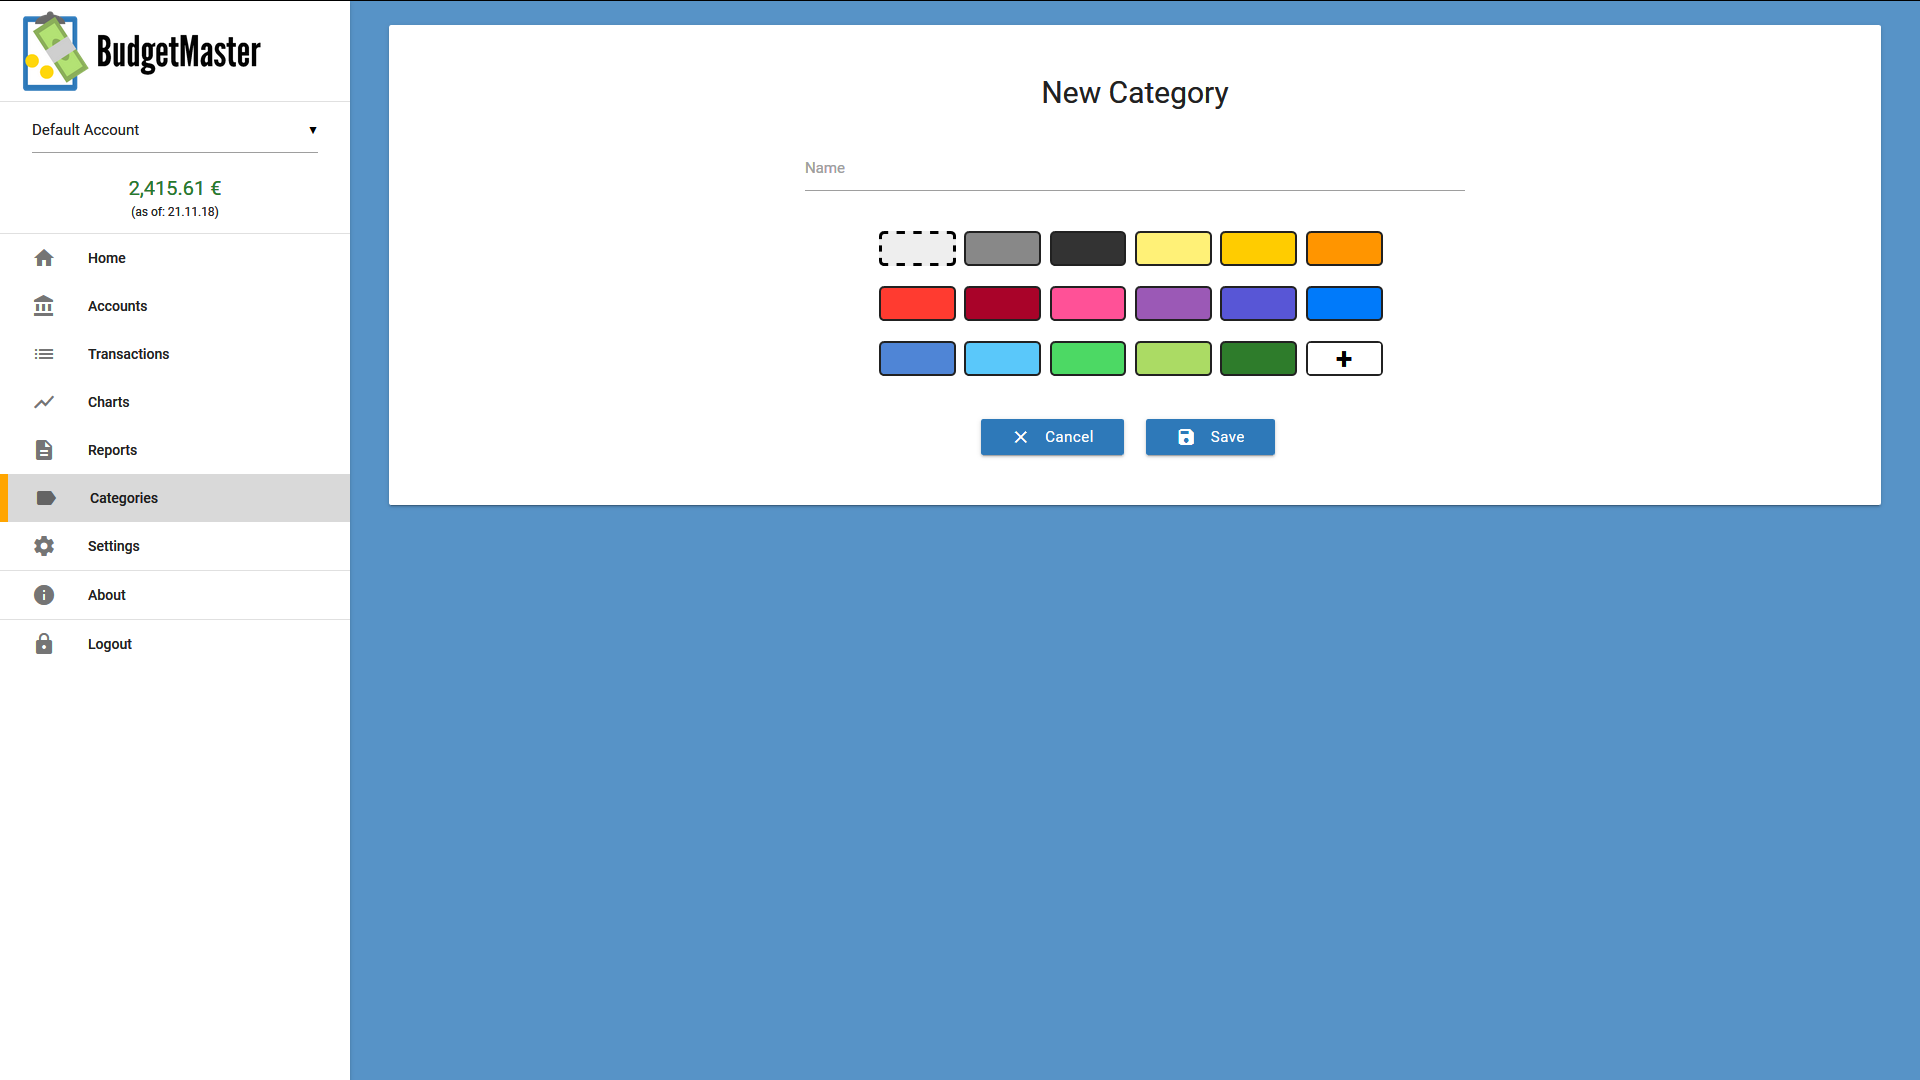 BudgetMaster
Default Account
2,415.61 €
(as of: 21.11.18)
Home
Accounts
Transactions
Charts
Reports
Categories
Settings
About
Logout
New Category
Name
Cancel
Save